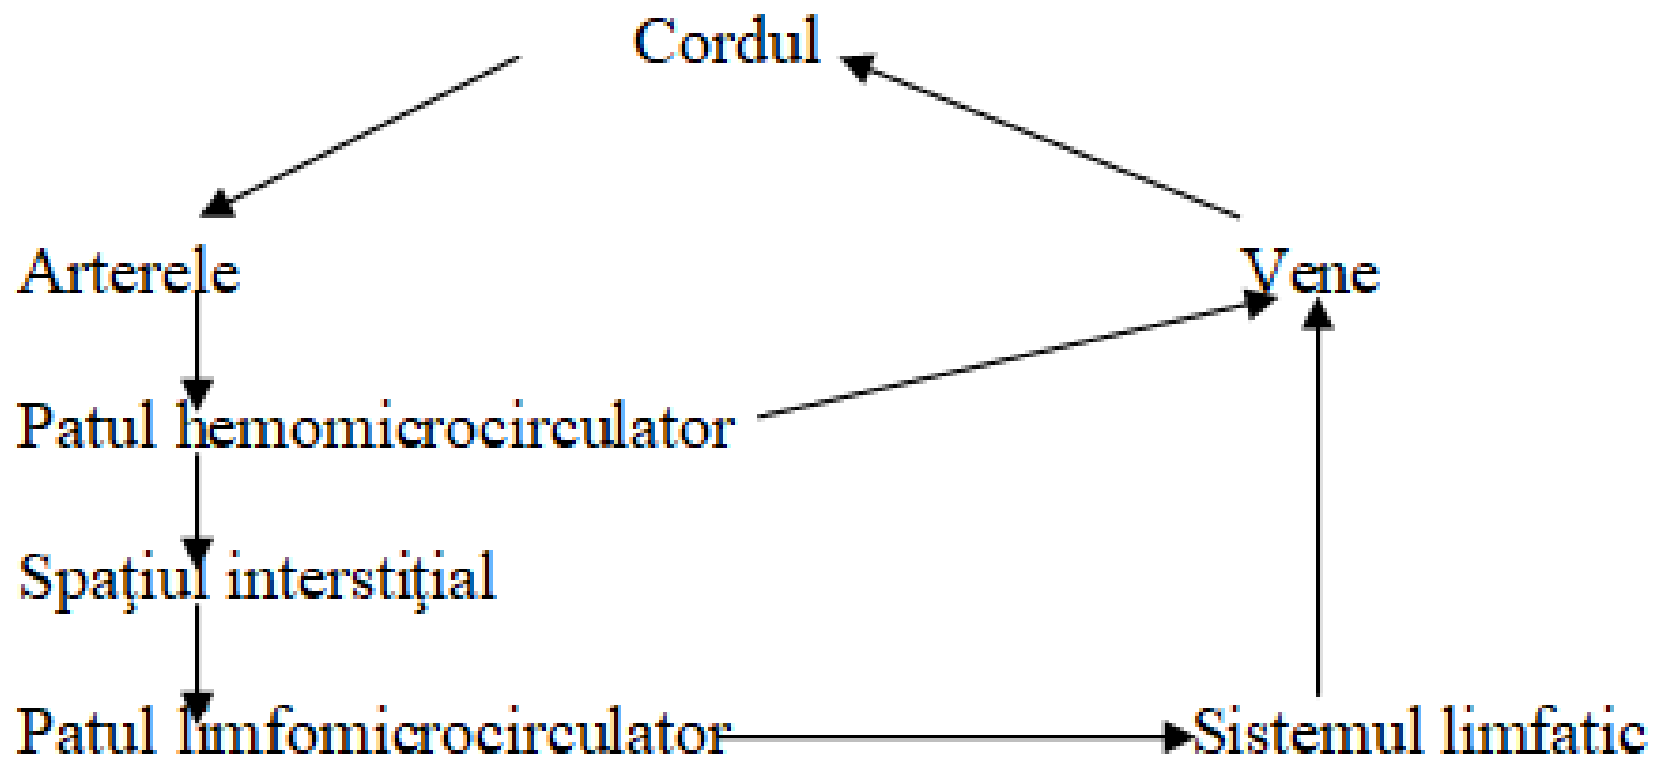 Cordul
Arterele
Vene
Patul hemomicrocirculator
Spaţiul interstiţial
Patul limfomicrocirculator
Sistemul limfatic